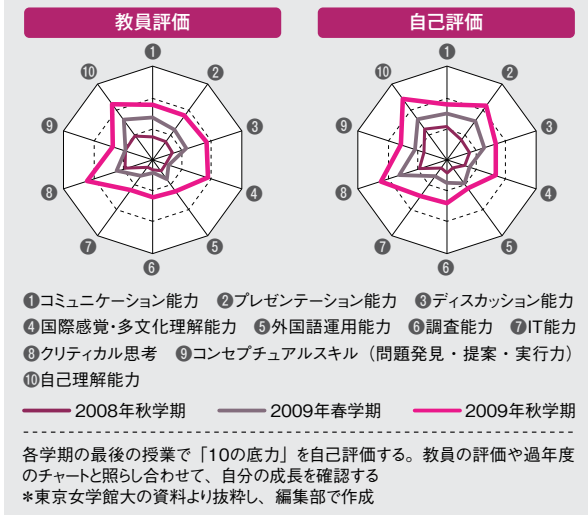 教員評価
自己評価
❶
❷
❸
❹
❺
❻
❼
❽
❾
❿
❶
❷
❸
❹
❺
❻
❼
❽
❾
❿
❶コミュニケーション能力 ❷プレゼンテーション能力 ❸ディスカッション能力
❹国際感覚・多文化理解能力 ❺外国語運用能力 ❻調査能力 ❼IT能力
❽クリティカル思考 ❾コンセプチュアルスキル（問題発見・提案・実行力）
❿自己理解能力
2008年秋学期 2009年春学期 2009年秋学期
各学期の最後の授業で「10の底力」を自己評価する。教員の評価や過年度
のチャートと照らし合わせて、自分の成長を確認する
＊東京女学館大の資料より抜粋し、編集部で作成